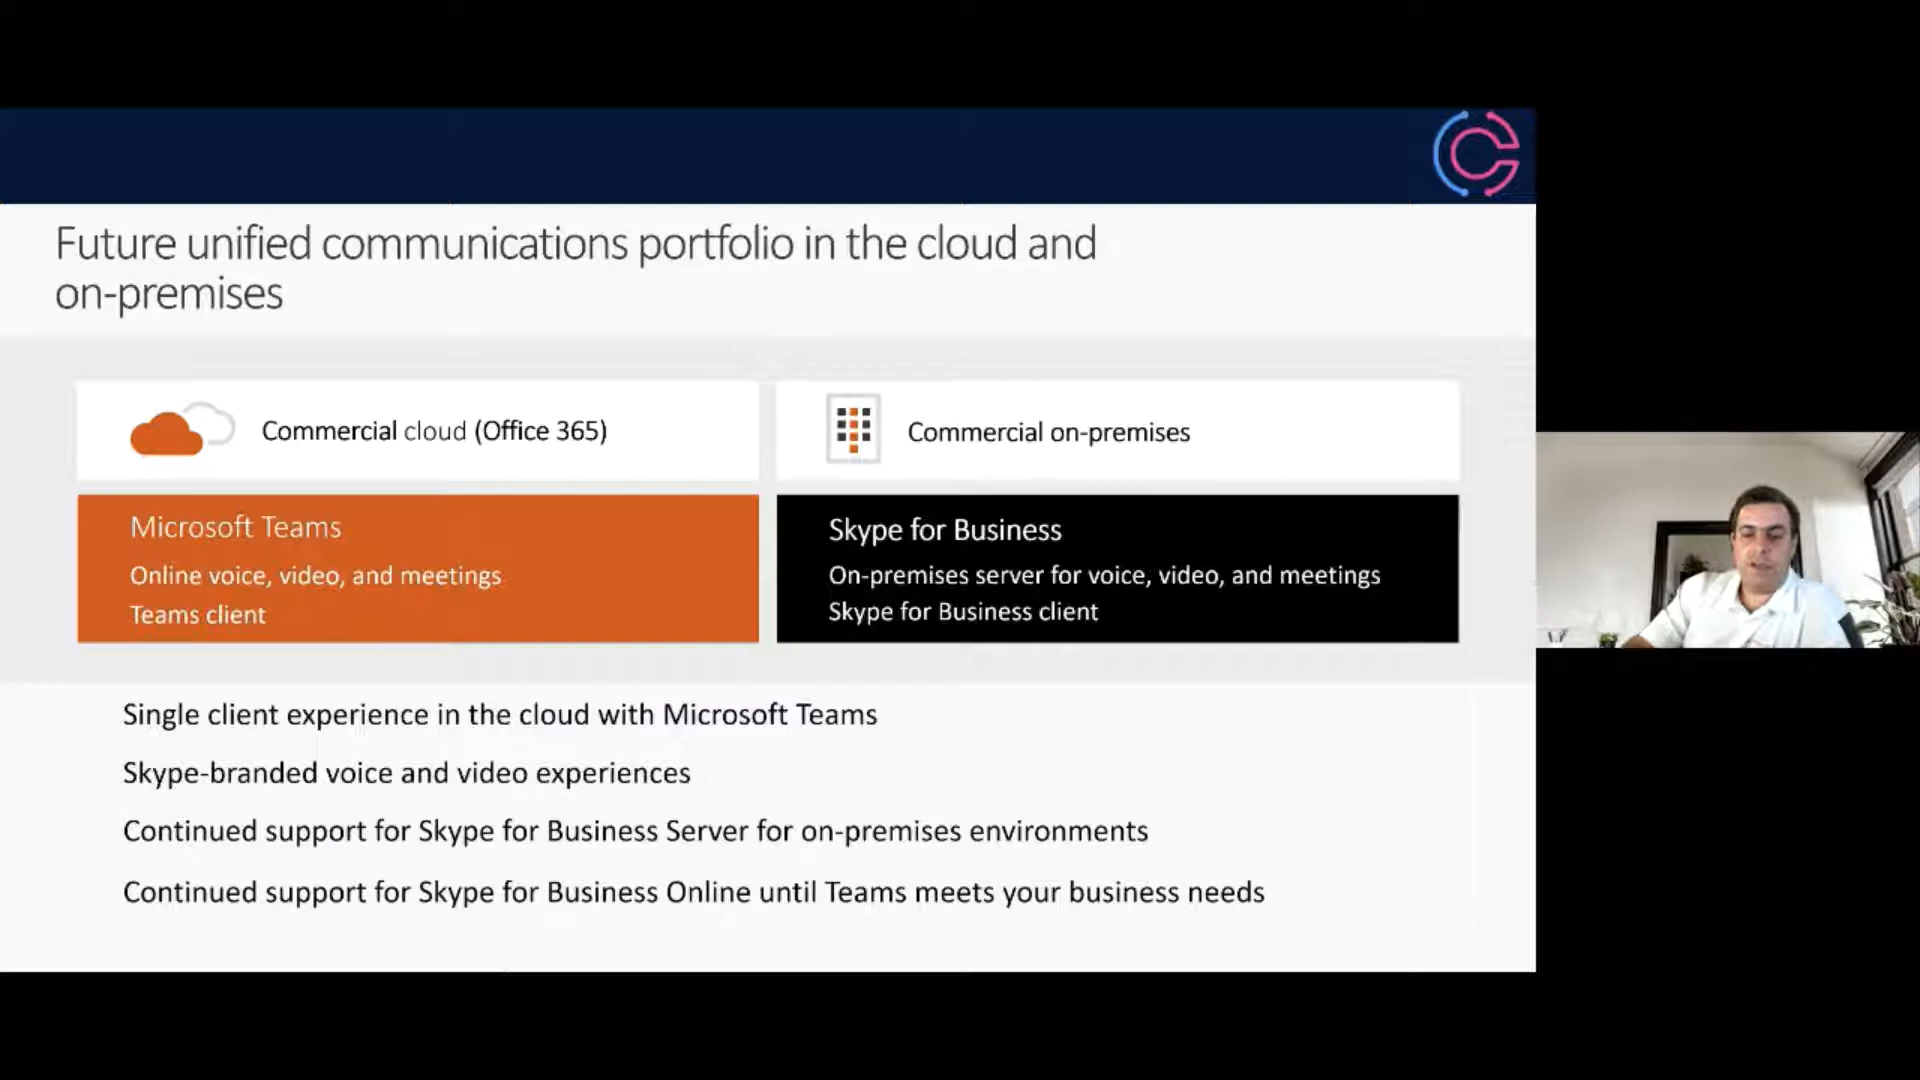 Future unified communications portfolio in the cloud and
on-premises
Commercial cloud (Office 365)
Commercial on-premises
Microsoft Teams
Online voice, video, and meetings
Teams client
Skype for Business
On-premises server for voice, video, and meetings
Skype for Business client
Single client experience in the cloud with Microsoft Teams
Skype-branded voice and video experiences
Continued support for Skype for Business Server for on-premises environments
Continued support for Skype for Business Online until Teams meets your business needs